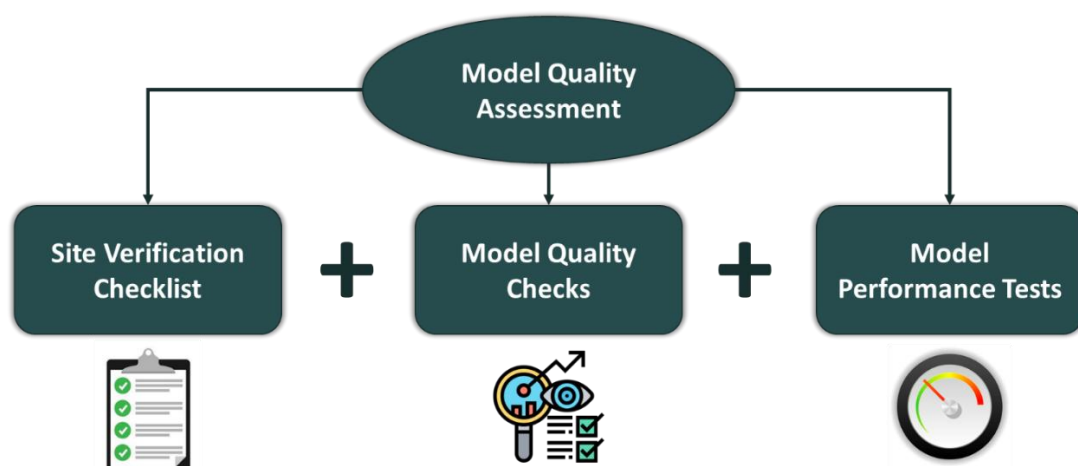 Model Quality
Assessment
Site Verification
Checklist
+
Model Quality
Checks
+
Model
Performance Tests